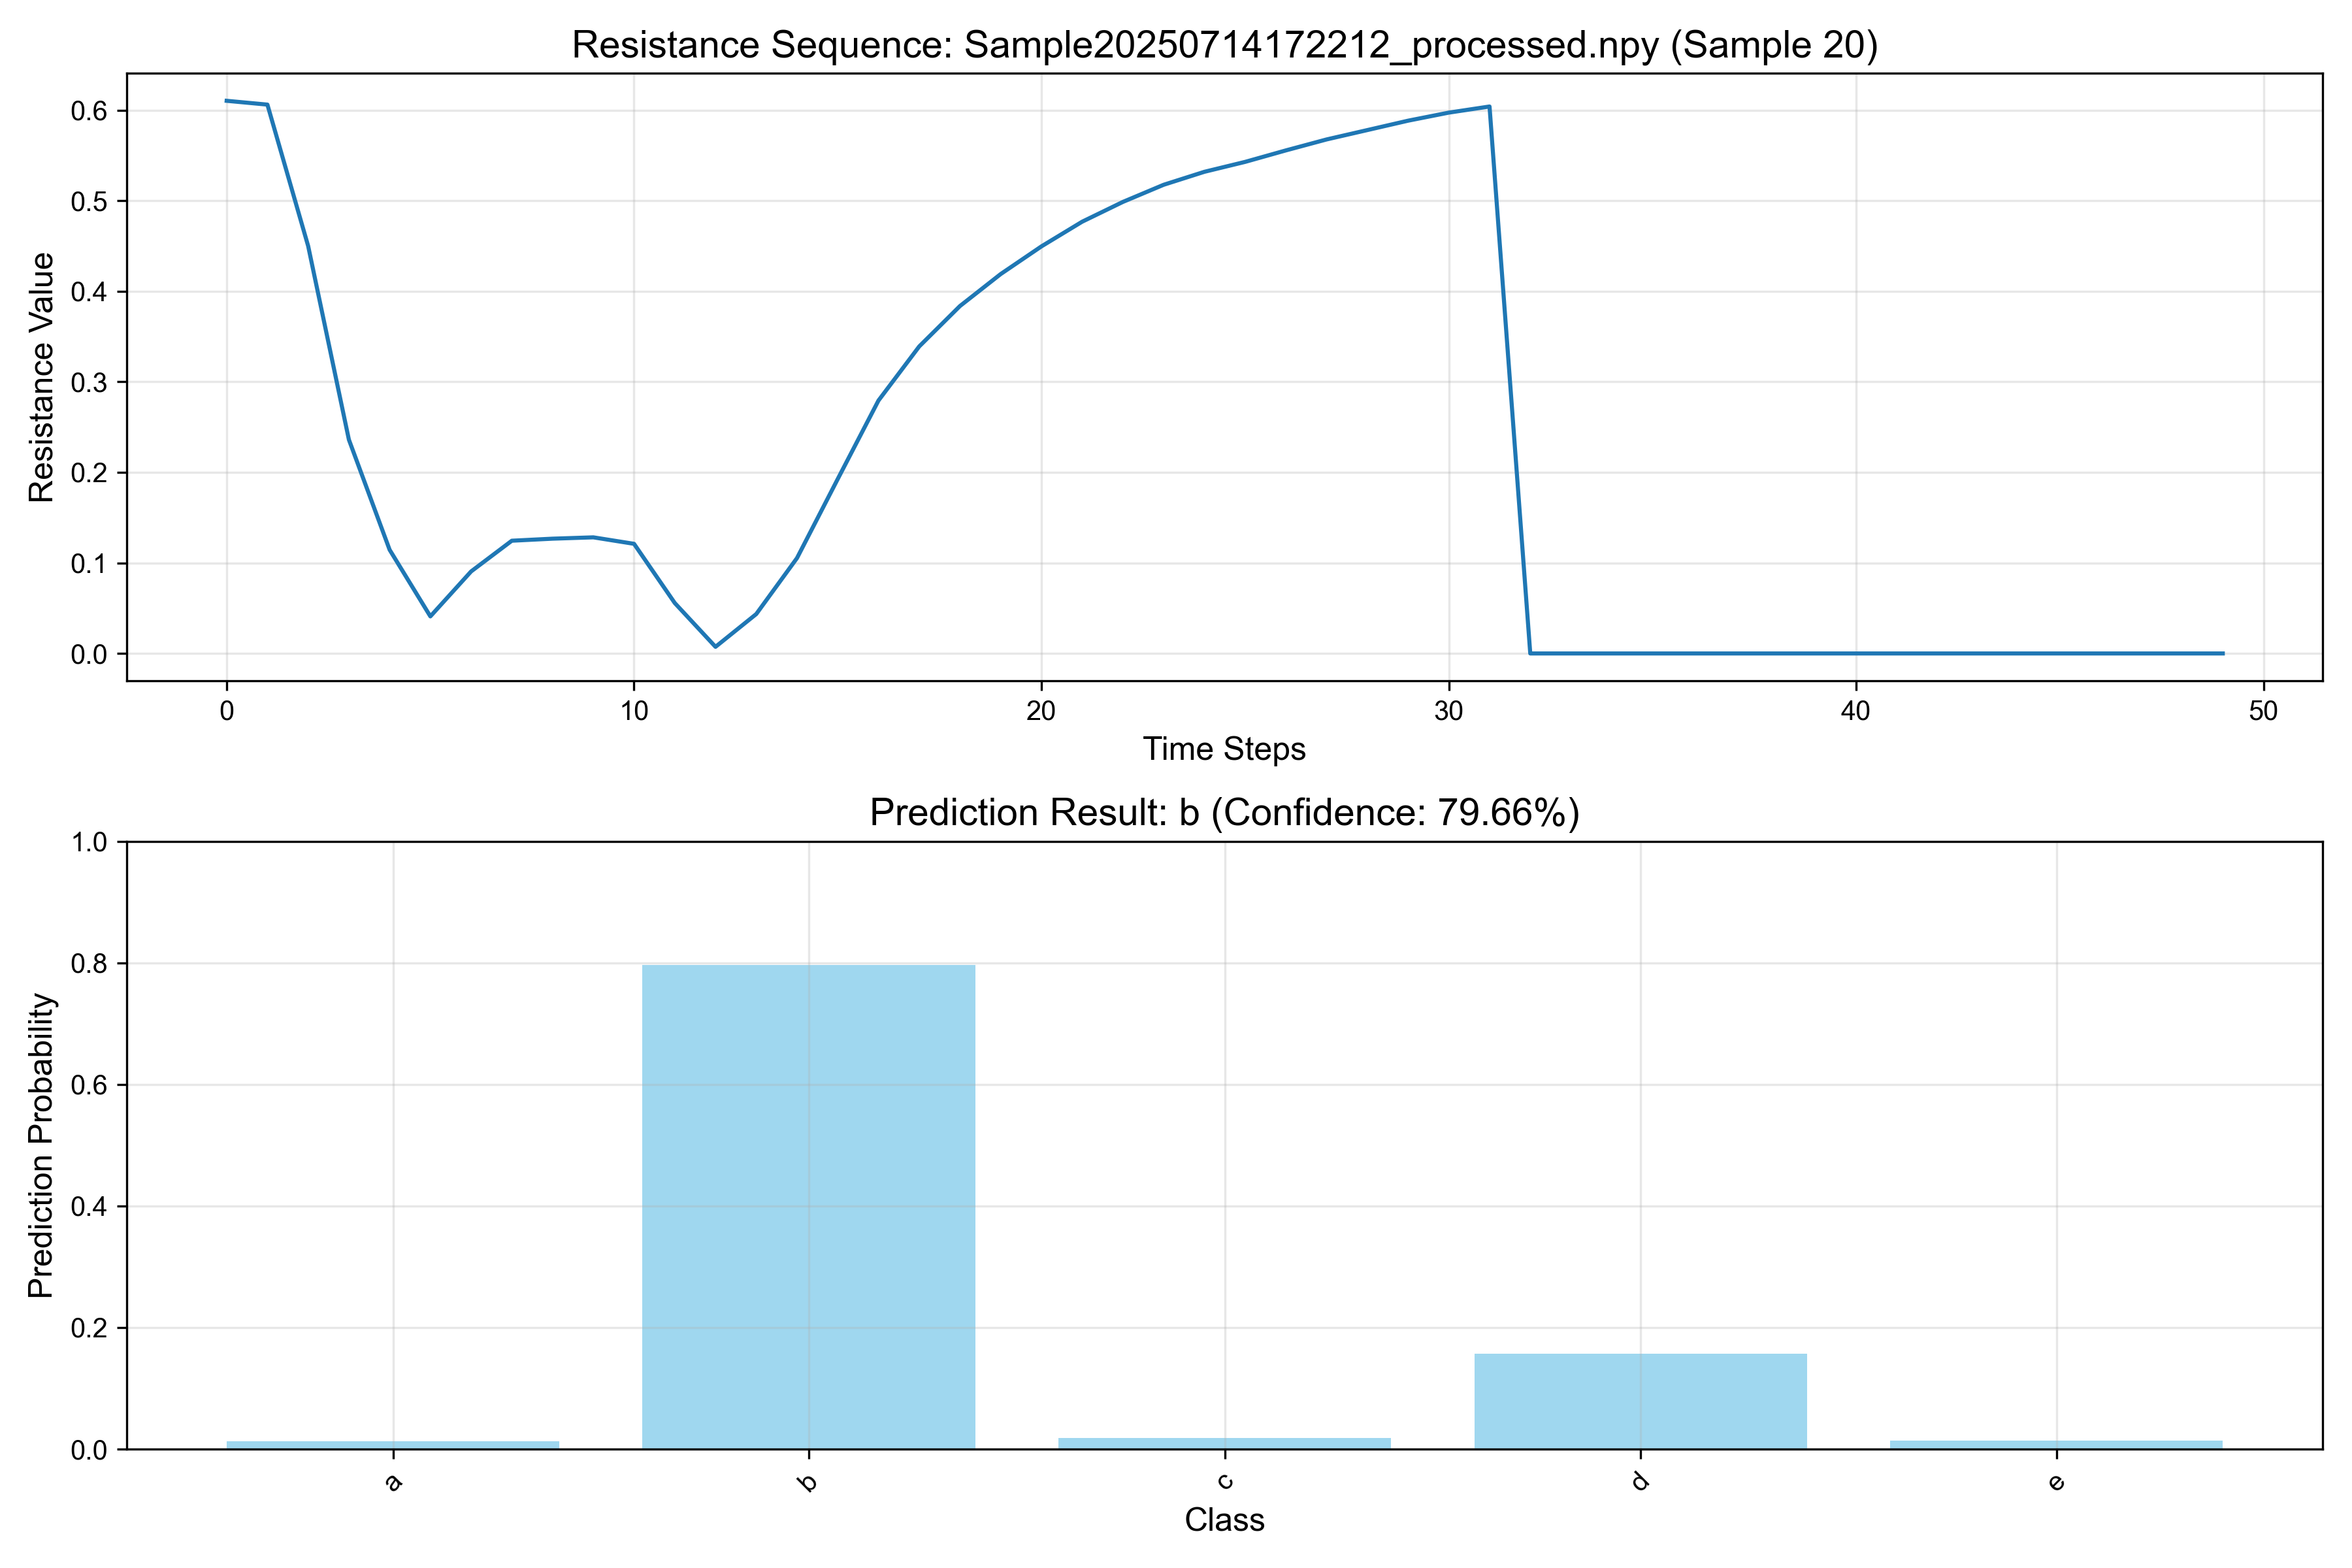 Resistance Sequence: Sample20250714172212_processed.npy (Sample 20)
0.6
0.5
0.4
0.3
0.2
0.1
0.0
Resistance Value
0 10 20 30 40 50
Time Steps
Prediction Result: b (Confidence: 79.66%)
1.0
0.8
0.6
0.4
0.2
0.0
Prediction Probability
a b c d e
Class